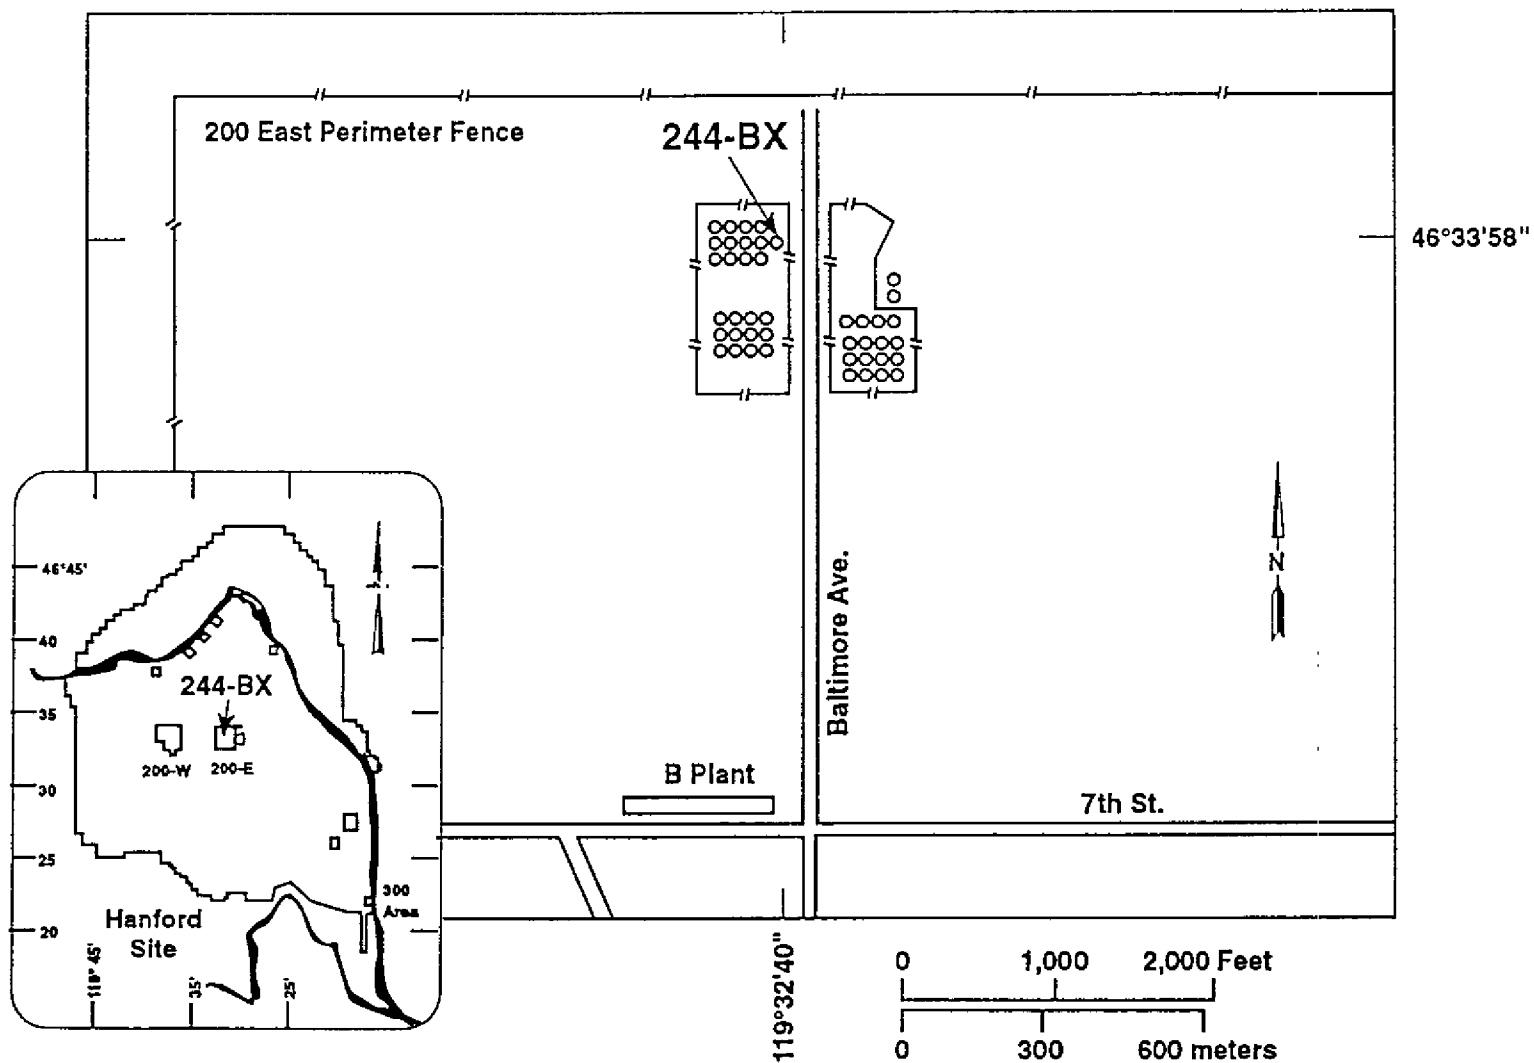 200 East Perimeter Fence
244-BX
46°33'58"
Baltimore Ave.
N
B Plant
7th St.
119°32'40"
0 1,000 2,000 Feet
0 300 600 meters
46°45'
40
35
30
25
20
244-BX
200-W 200-E
300
Area
Hanford
Site
119° 45'
35'
25'